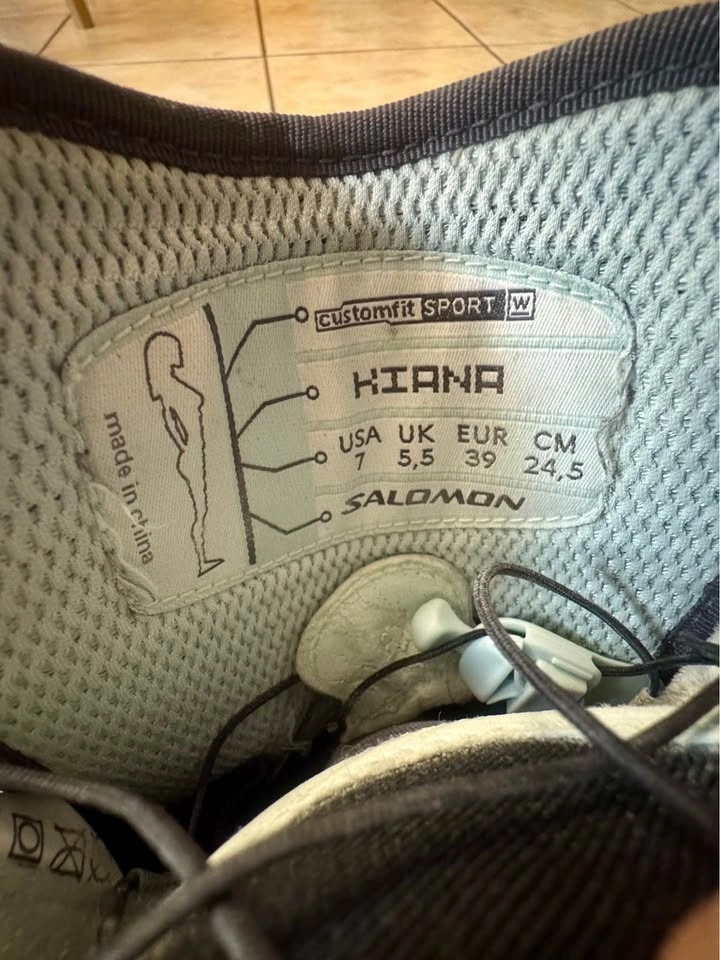 customfit SPORT W
KIANA
USA UK EUR CM
7 5,5 39 24,5
SALOMON
made in china